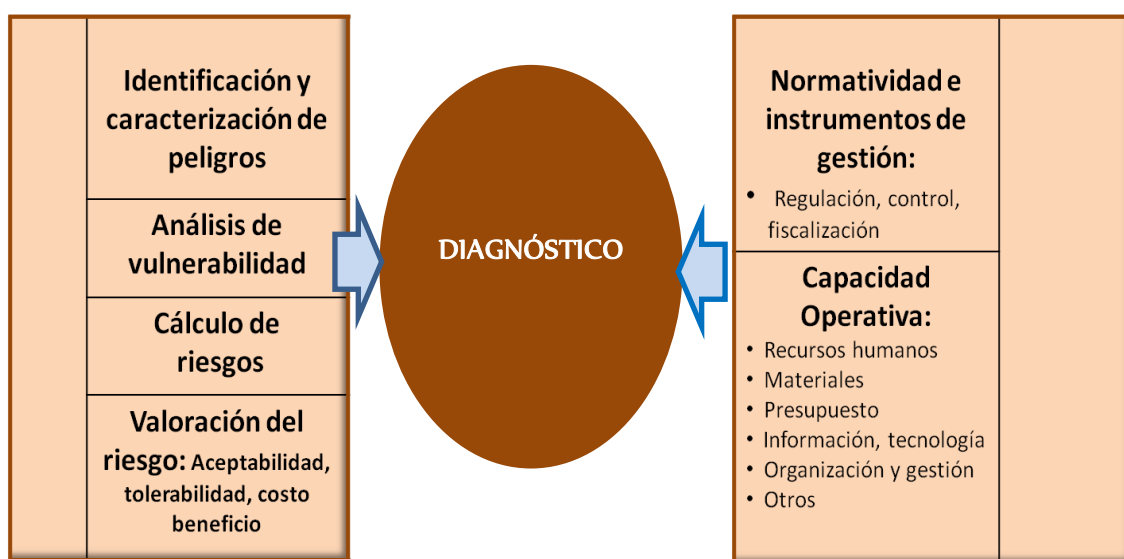 Identificación y
caracterización de
peligros
Análisis de
vulnerabilidad
Cálculo de
riesgos
Valoración del
riesgo: Aceptabilidad,
tolerabilidad, costo
beneficio
DIAGNÓSTICO
Normatividad e
instrumentos de
gestión:
• Regulación, control,
fiscalización
Capacidad
Operativa:
• Recursos humanos
• Materiales
• Presupuesto
• Información, tecnología
• Organización y gestión
• Otros